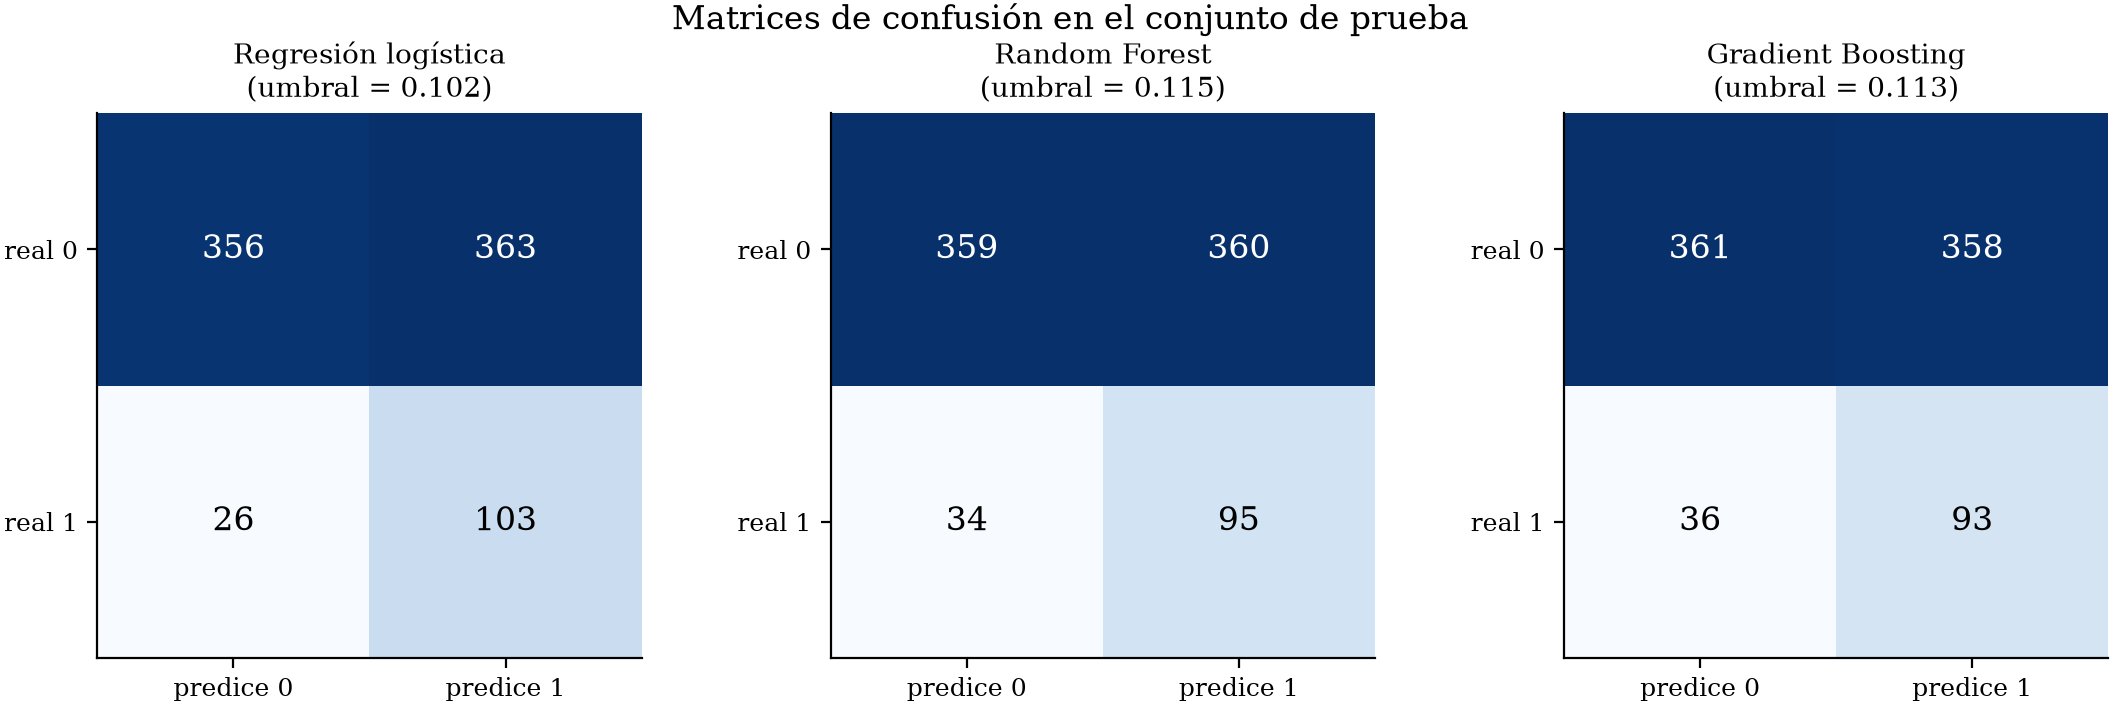 Matrices de confusión en el conjunto de prueba
Regresión logística
(umbral = 0.102)
real 0
356
363
real 1
26
103
predice 0
predice 1
Random Forest
(umbral = 0.115)
real 0
359
360
real 1
34
95
predice 0
predice 1
Gradient Boosting
(umbral = 0.113)
real 0
361
358
real 1
36
93
predice 0
predice 1